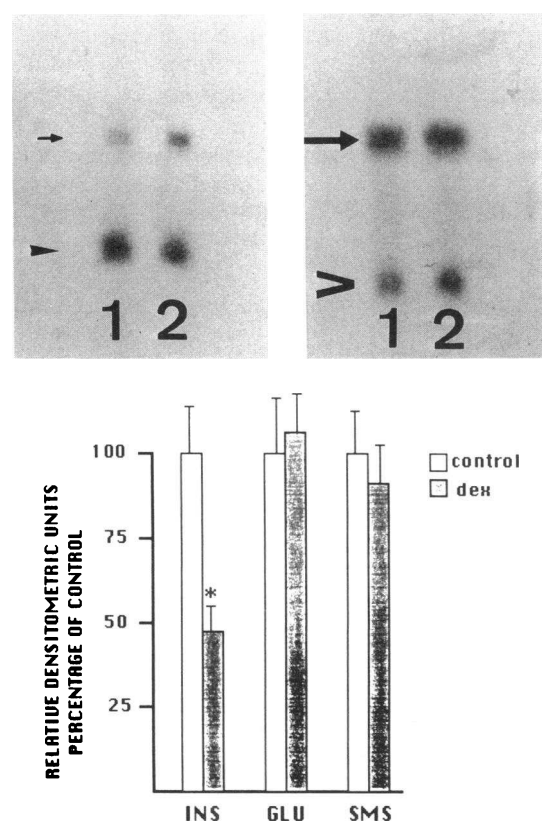 1 2
1 2
RELATIVE DENSITOMETRIC UNITS
PERCENTAGE OF CONTROL
100
75
50
25
*
control
dex
INS GLU SMS